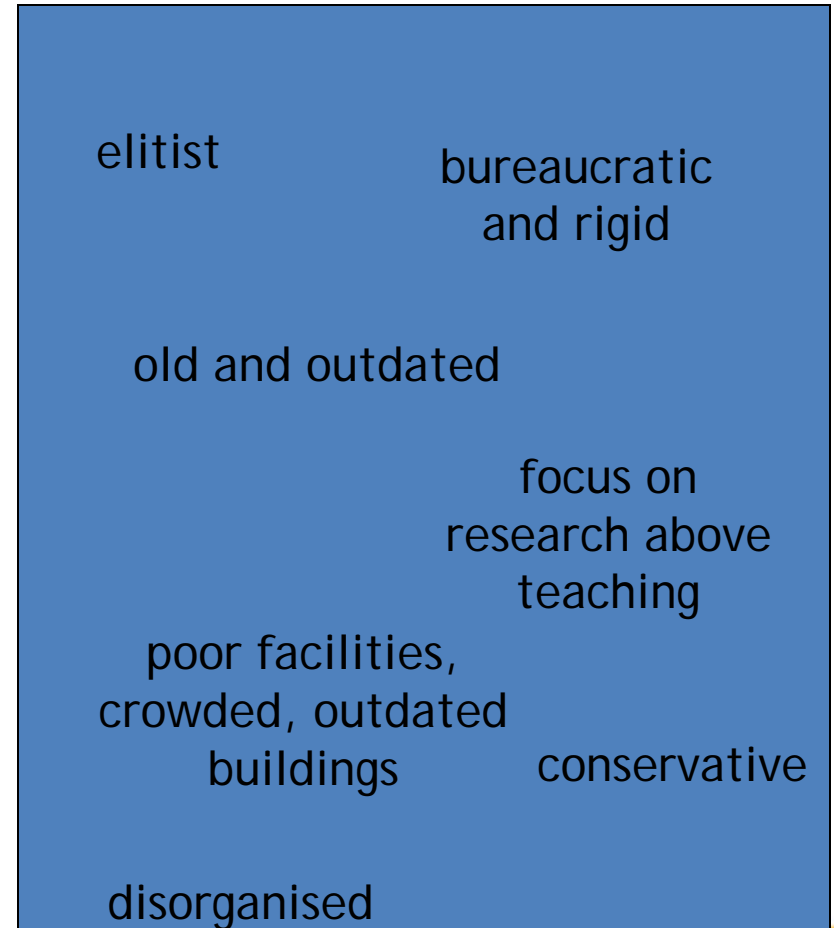 elitist
bureaucratic
and rigid
old and outdated
focus on
research above
teaching
poor facilities,
crowded, outdated
buildings
conservative
disorganised